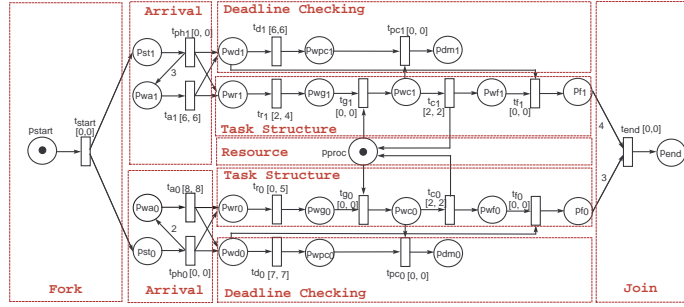 Arrival
Deadline Checking
tph1[0, 0]
td1[6,6]
tpc1[0, 0]
Pst1
Pwd1
Pwpc1
Pdm1
3
Pwa1
Pwr1
Pwg1
tg1
Pwc1
tc1
Pwf1
tf1
Pf1
ta1[6, 6]
tr1 [2, 4]
[0, 0]
[2, 2]
[0, 0]
Pstart
tstart
[0,0]
Task Structure
4
tend [0,0]
Resource
Pproc
Pend
Task Structure
ta0[8, 8]
tr0[0, 5]
tg0
[0, 0]
tc0
[2, 2]
tf0
[0, 0]
3
Pwa0
Pwr0
Pwg0
Pwc0
Pwf0
Pf0
2
Pst0
Pwd0
Pwpc0
Pdm0
tph0[0, 0]
td0 [7, 7]
tpc0[0, 0]
Fork
Arrival
Deadline Checking
Join